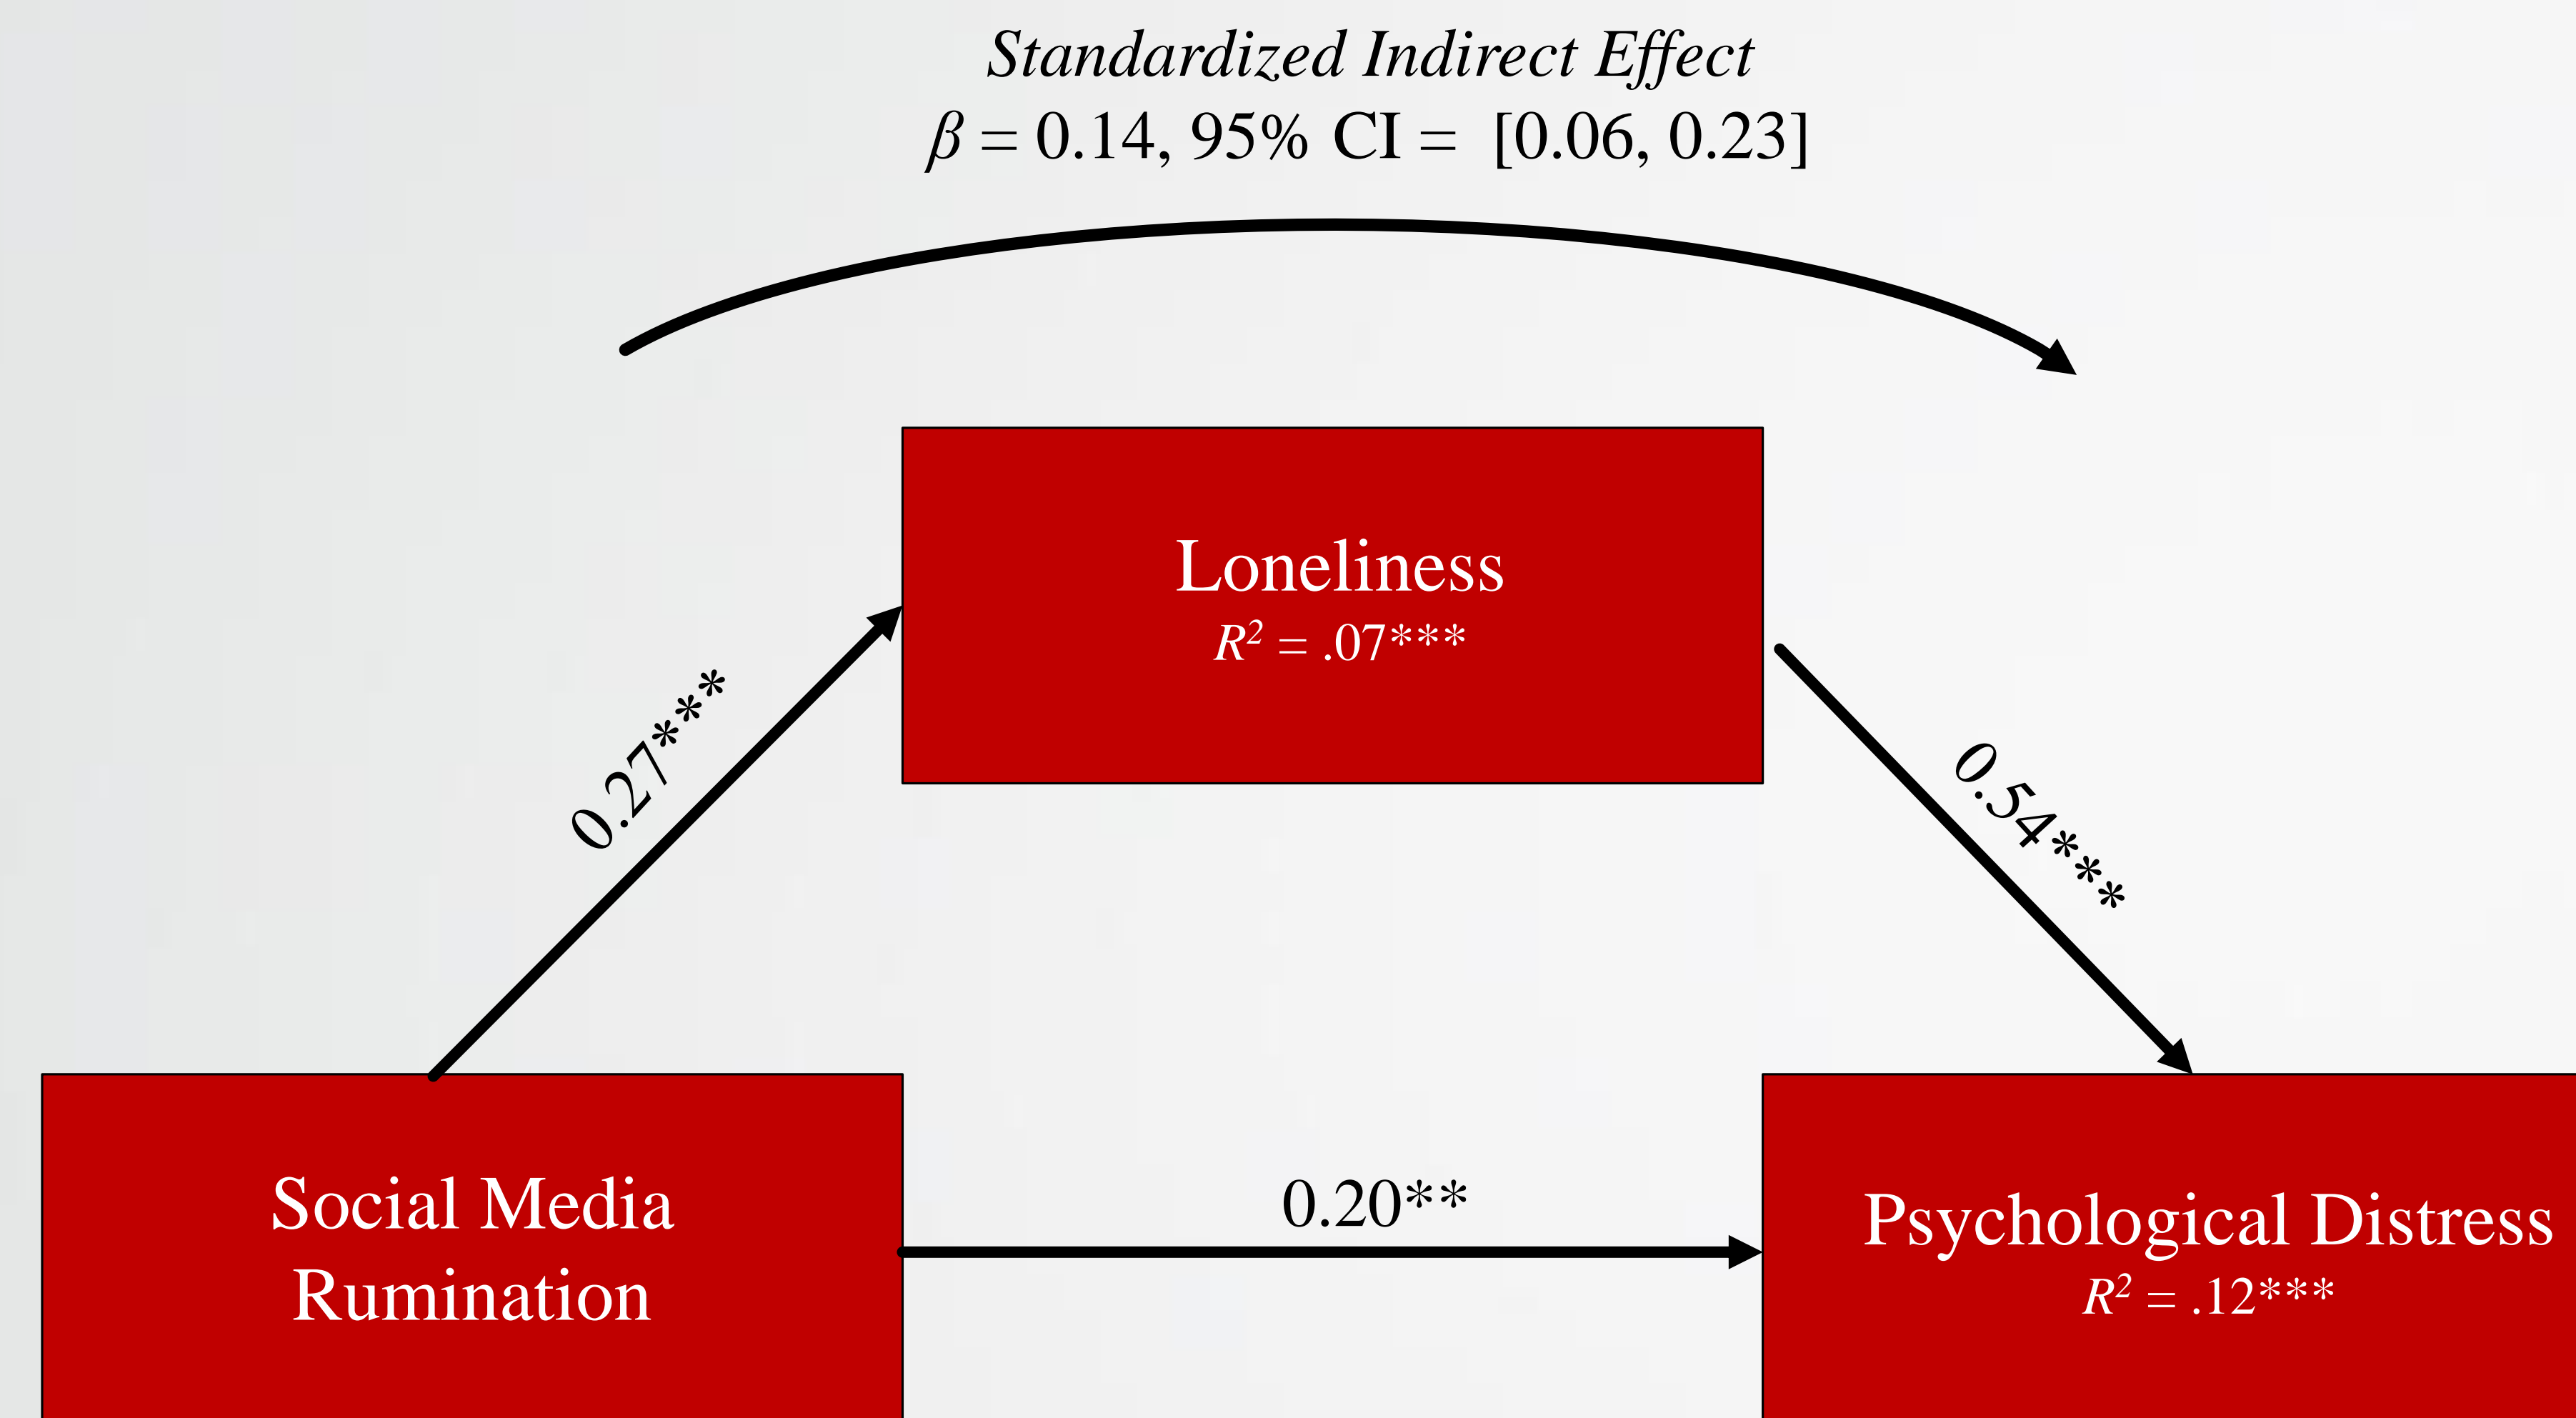 Standardized Indirect Effect
β = 0.14, 95% CI = [0.06, 0.23]
Loneliness
R² = .07***
0.27***
0.54***
Social Media
Rumination
0.20**
Psychological Distress
R² = .12***